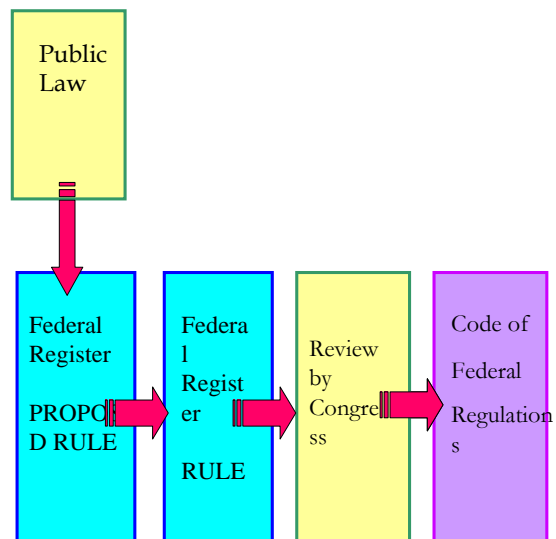 Public
Law
Federal
Register
PROPO
D RULE
Federa
l
Regist
er
RULE
Review
by
Congre
ss
Code of
Federal
Regulation
s